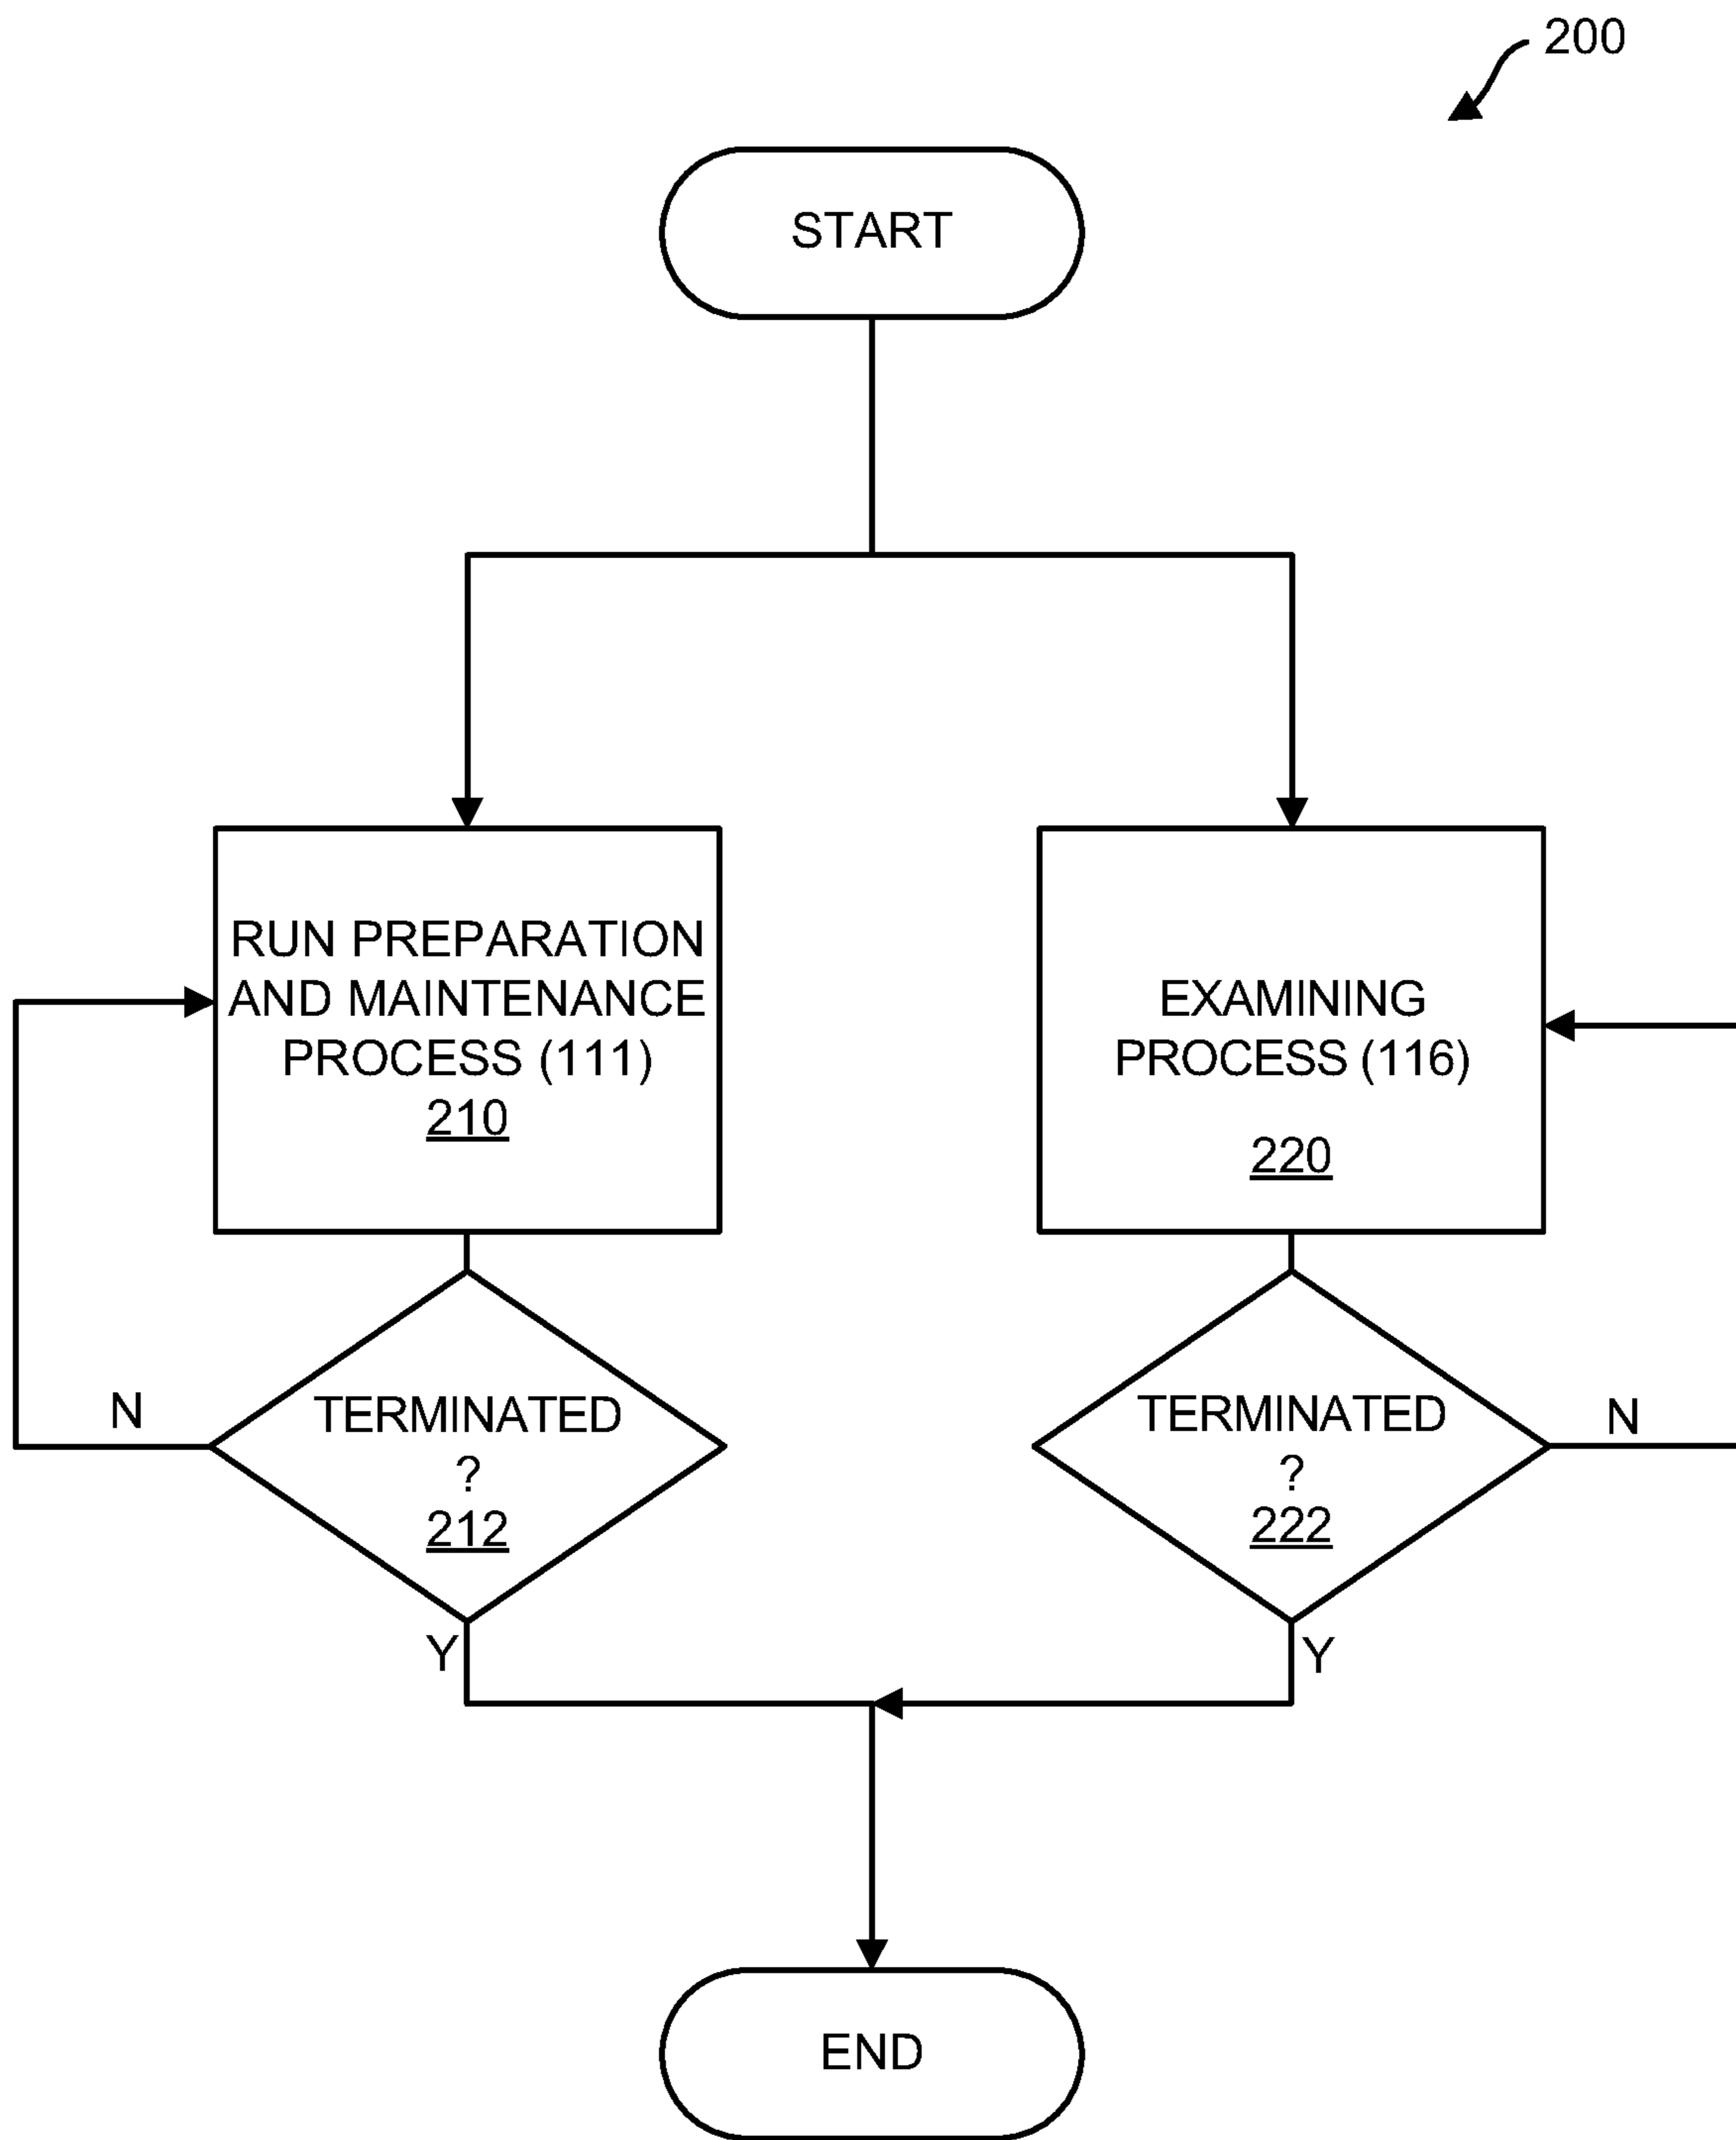 200
START
RUN PREPARATION
AND MAINTENANCE
PROCESS (111)
210
EXAMINING
PROCESS (116)
220
N
TERMINATED
?
212
Y
TERMINATED
?
222
N
Y
END